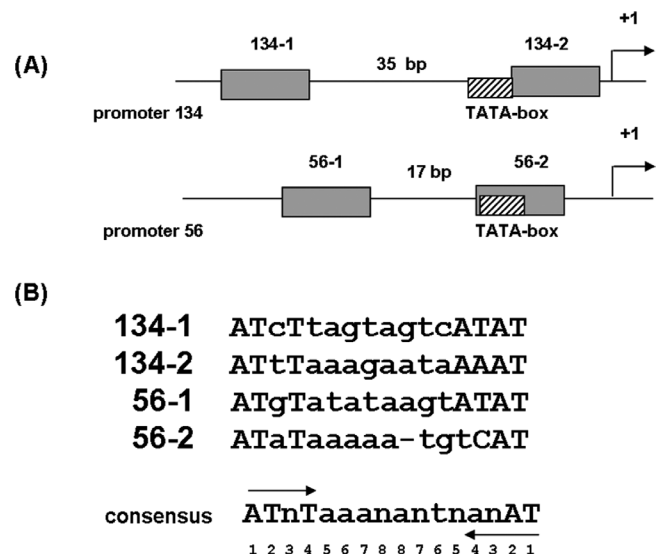 (A)
134-1
35 bp
134-2
+1
promoter 134
TATA-box
56-1
17 bp
56-2
+1
promoter 56
TATA-box
(B)
134-1 ATcTtagtagtcATAT
134-2 ATtTaaagaataAAAT
56-1 ATgTatataagtATAT
56-2 ATaTaaaaa-tgtCAT
consensus ATnTaaanantnanAT
1 2 3 4 5 6 7 8 8 7 6 5 4 3 2 1